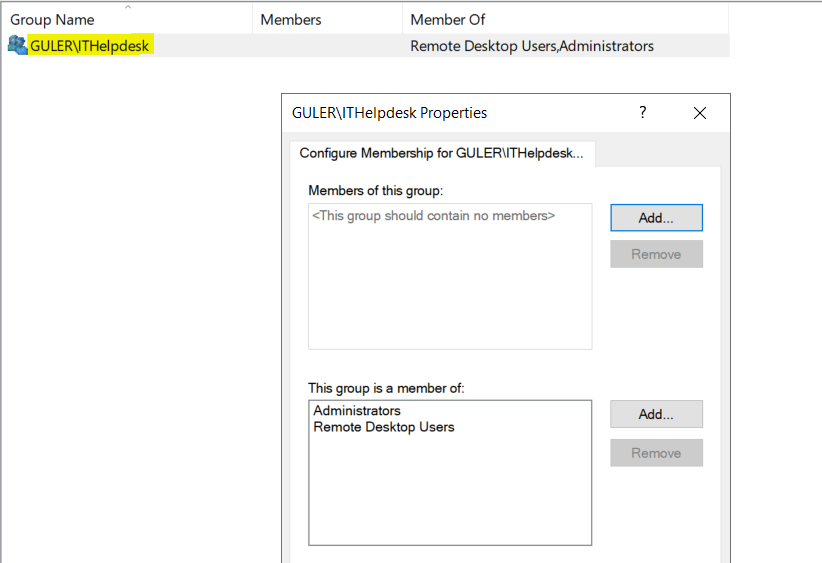 Group Name Members Member Of
GULER\ITHelpdesk Remote Desktop Users,Administrators
GULER\ITHelpdesk Properties ?
Configure Membership for GULER\ITHelpdesk...
Members of this group:
<This group should contain no members>
Add...
Remove
This group is a member of:
Administrators
Remote Desktop Users
Add...
Remove